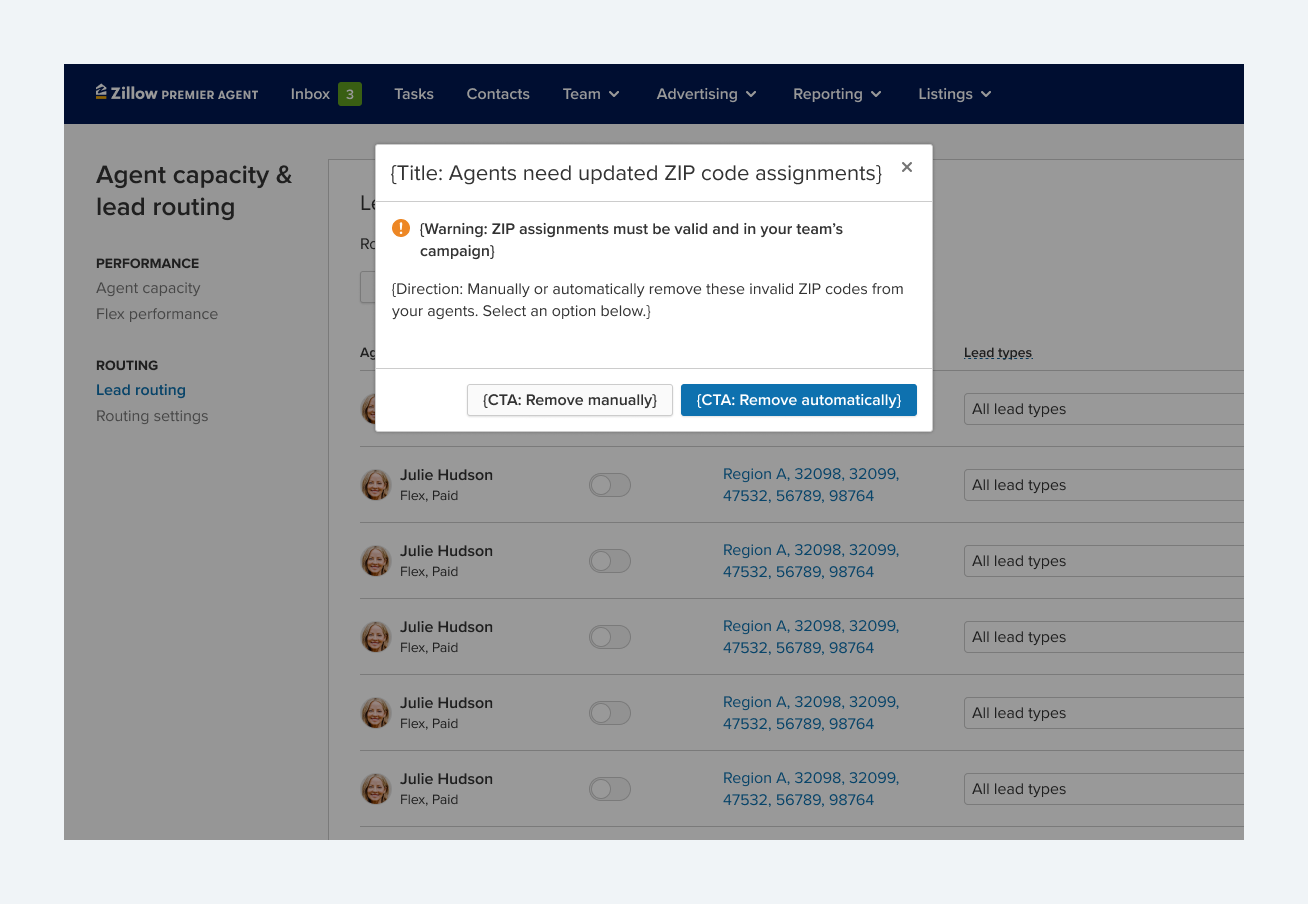 Zillow PREMIER AGENT
Inbox 3
Tasks
Contacts
Team
Advertising
Reporting
Listings
Agent capacity &
lead routing
PERFORMANCE
Agent capacity
Flex performance
ROUTING
Lead routing
Routing settings
{Title: Agents need updated ZIP code assignments}
{Warning: ZIP assignments must be valid and in your team’s
campaign}
{Direction: Manually or automatically remove these invalid ZIP codes from
your agents. Select an option below.}
{CTA: Remove manually}
{CTA: Remove automatically}
Lead types
All lead types
Julie Hudson
Flex, Paid
Region A, 32098, 32099,
47532, 56789, 98764
All lead types
Julie Hudson
Flex, Paid
Region A, 32098, 32099,
47532, 56789, 98764
All lead types
Julie Hudson
Flex, Paid
Region A, 32098, 32099,
47532, 56789, 98764
All lead types
Julie Hudson
Flex, Paid
Region A, 32098, 32099,
47532, 56789, 98764
All lead types
Julie Hudson
Flex, Paid
Region A, 32098, 32099,
47532, 56789, 98764
All lead types